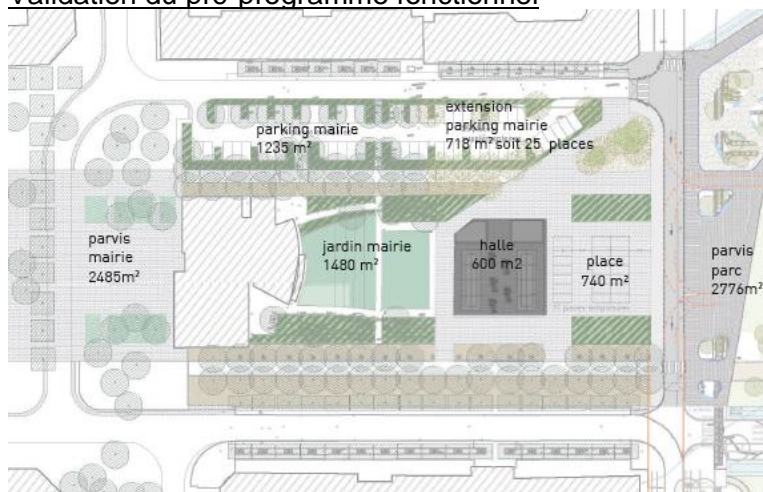 Validation du pré-programme fonctionnel
extension
parking mairie
718 m² soit 25 places
parking mairie
1235 m²
parvis
mairie
2485m²
jardin mairie
1480 m²
halle
600 m2
place
740 m²
parvis
parc
2776m²